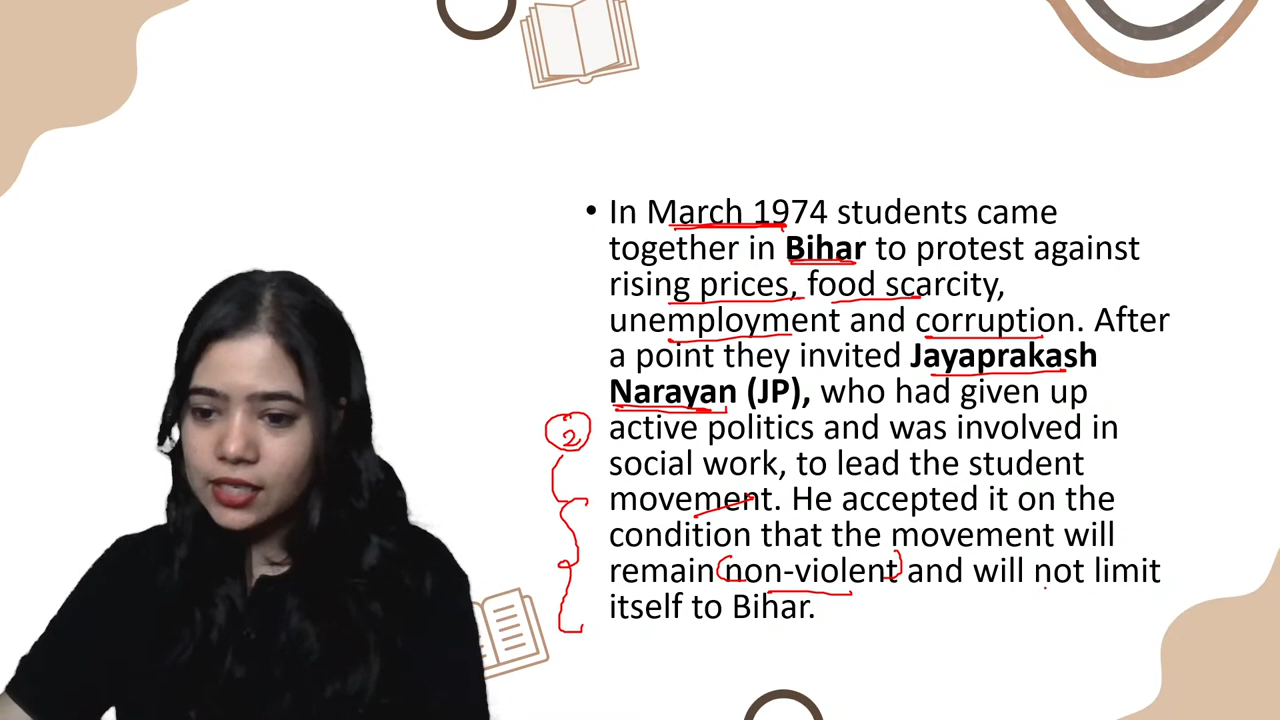 • In March 1974 students came
together in Bihar to protest against
rising prices, food scarcity,
unemployment and corruption. After
a point they invited Jayaprakash
Narayan (JP), who had given up
active politics and was involved in
social work, to lead the student
movement. He accepted it on the
condition that the movement will
remain non-violent and will not limit
itself to Bihar.
2